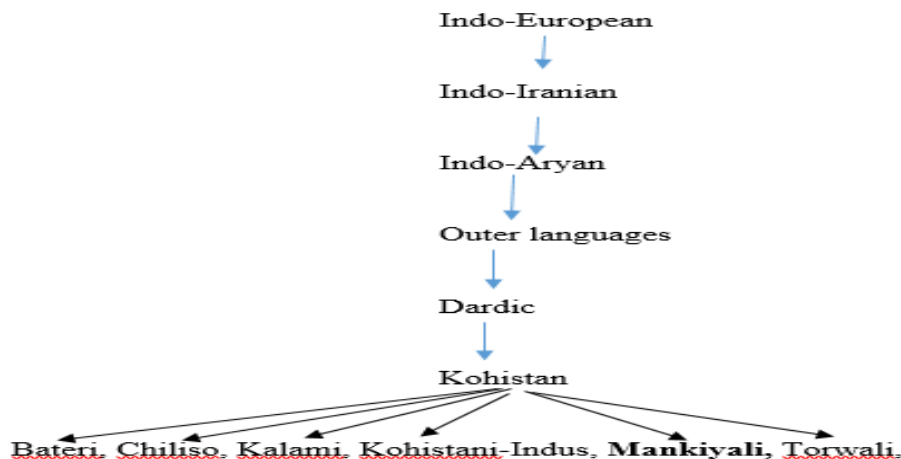 Indo-European
Indo-Iranian
Indo-Aryan
Outer languages
Dardic
Kohistan
Bateri, Chiliso, Kalami, Kohistani-Indus, Mankiyali, Torwali,